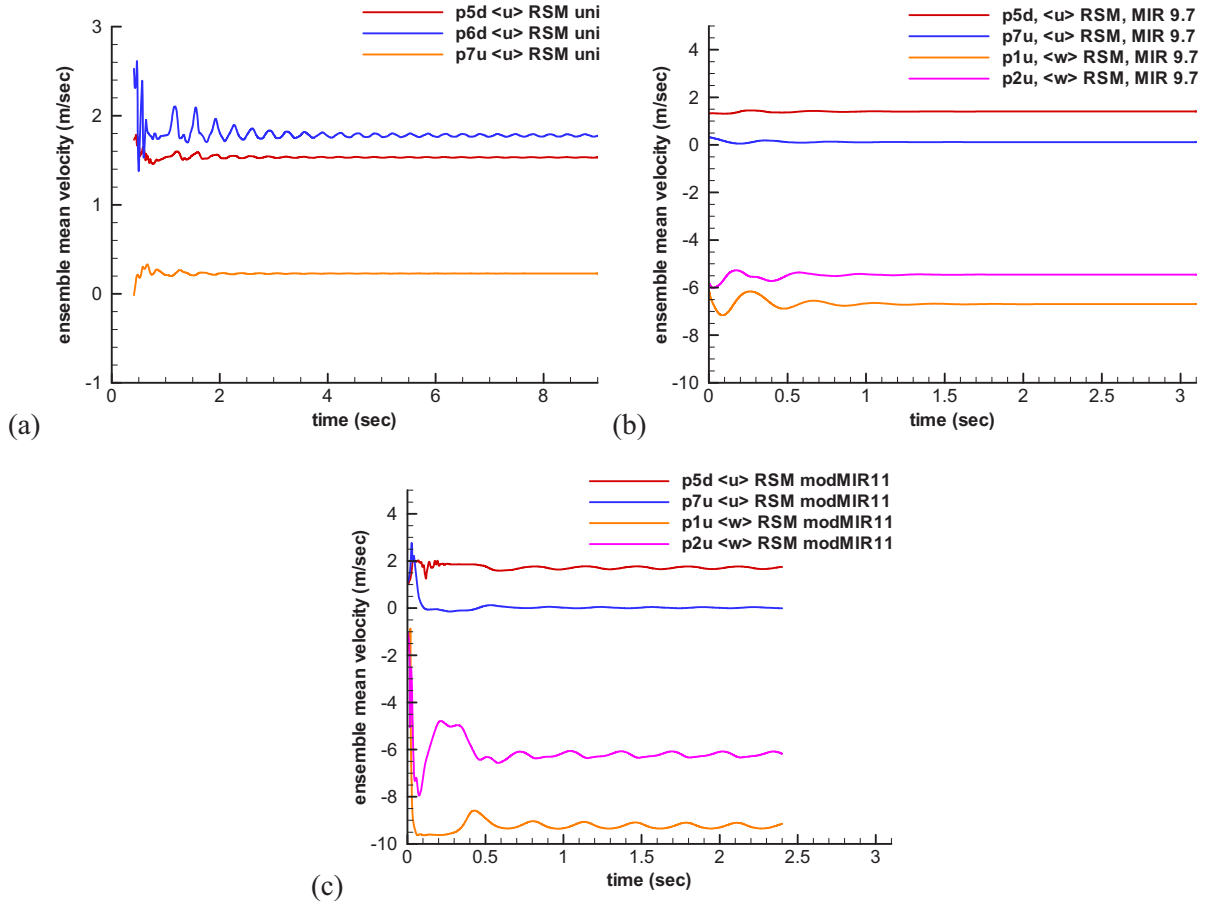 p5d <u> RSM uni
p6d <u> RSM uni
p7u <u> RSM uni
ensemble mean velocity (m/sec)
3
2
1
0
-1
0
2
4
6
8
time (sec)
(a)
p5d, <u> RSM, MIR 9.7
p7u, <u> RSM, MIR 9.7
p1u, <w> RSM, MIR 9.7
p2u, <w> RSM, MIR 9.7
ensemble mean velocity (m/sec)
4
2
0
-2
-4
-6
-8
-10
0
0.5
1
1.5
2
2.5
3
time (sec)
(b)
p5d <u> RSM modMIR11
p7u <u> RSM modMIR11
p1u <w> RSM modMIR11
p2u <w> RSM modMIR11
ensemble mean velocity (m/sec)
4
2
0
-2
-4
-6
-8
-10
0
0.5
1
1.5
2
2.5
3
time (sec)
(c)